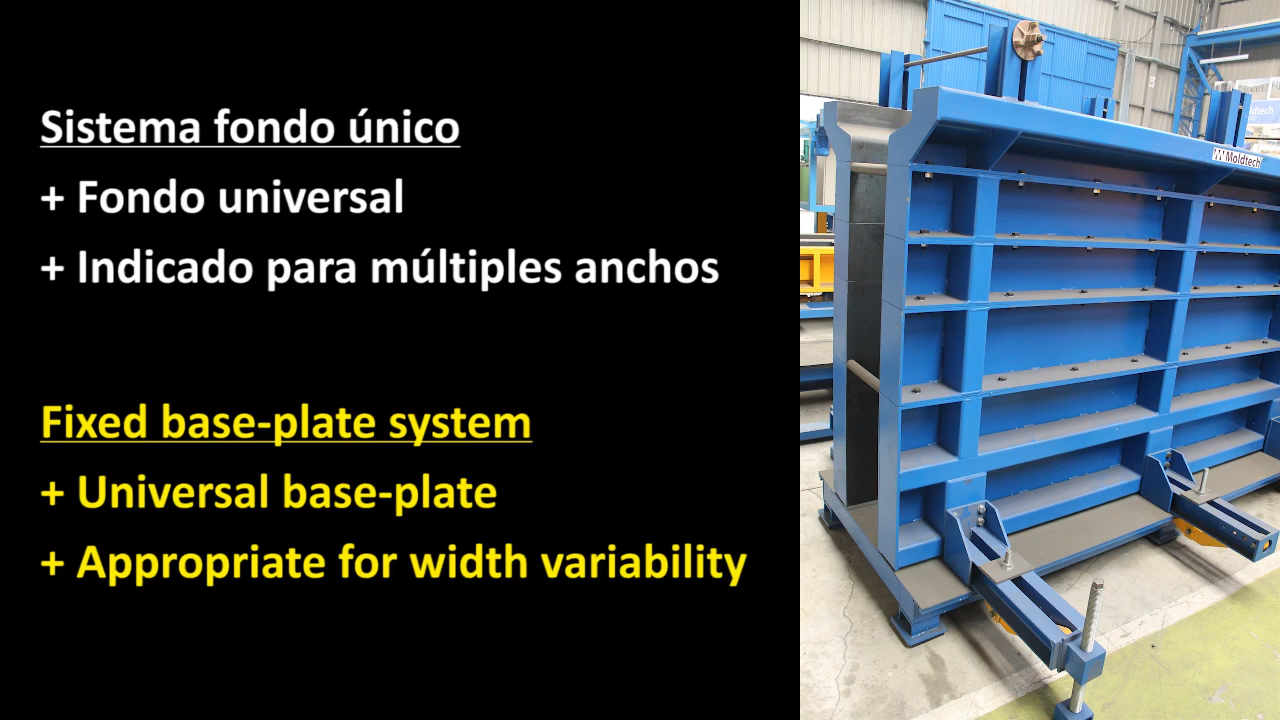 Sistema fondo único
+ Fondo universal
+ Indicado para múltiples anchos
Fixed base-plate system
+ Universal base-plate
+ Appropriate for width variability
Moldtech